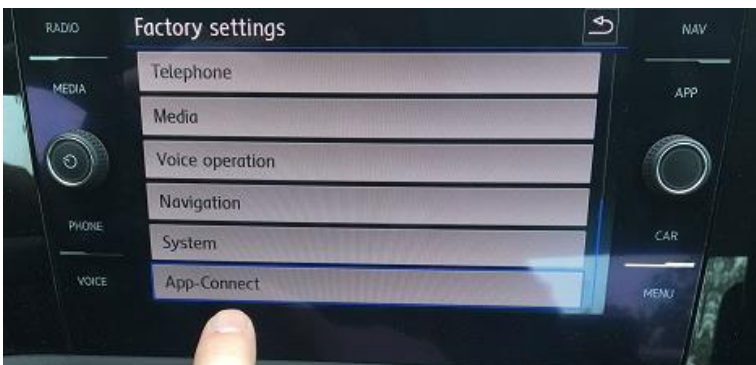 RADIO
Factory settings
NAV
MEDIA
Telephone
APP
Media
Voice operation
Navigation
PHONE
System
CAR
VOICE
App-Connect
MENU